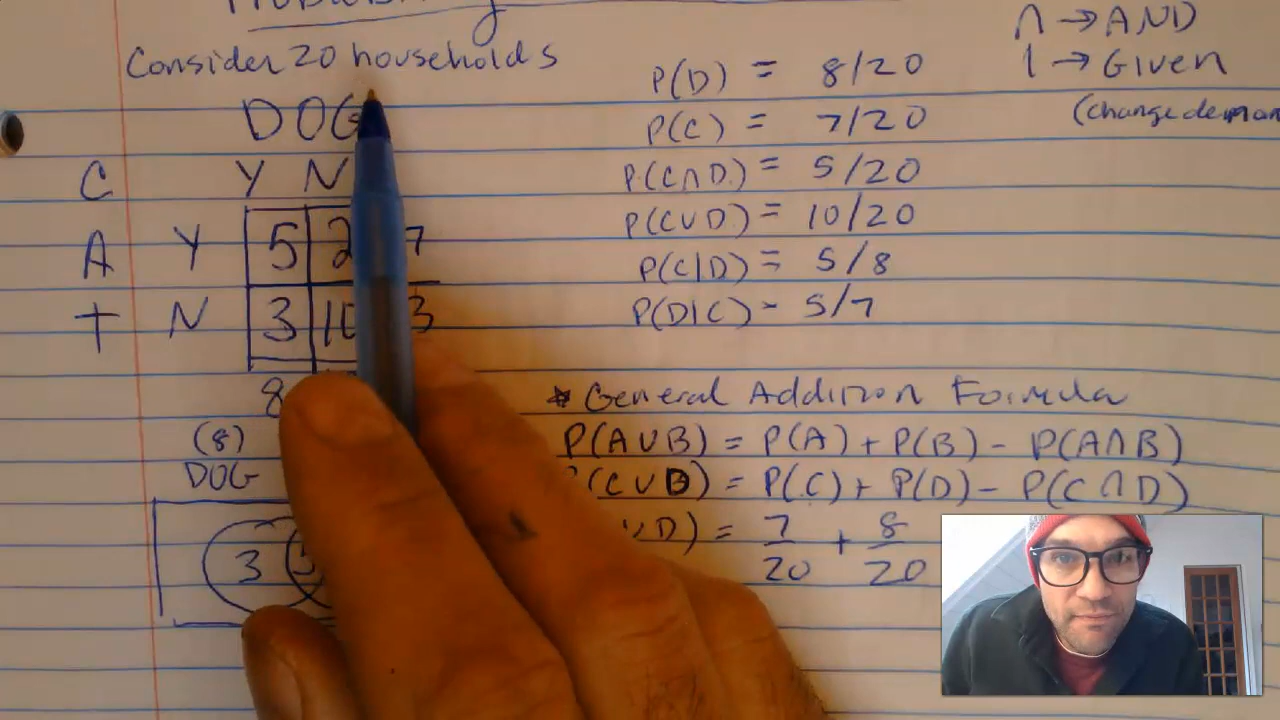 Consider 20 households
DOG
C Y N
A Y 5 2 7
T N 3 10 3
8
(8)
DOG
3 5
P(D) = 8/20
P(C) = 7/20
P(C∩D) = 5/20
P(C∪D) = 10/20
P(C|D) = 5/8
P(D|C) - 5/7
∩ → AND
| → Given
(change
* General Addition Formula
P(A∪B) = P(A) + P(B) - P(A∩B)
P(C∪D) = P(C) + P(D) - P(C∩D)
∪D) = 7/20 + 8/20